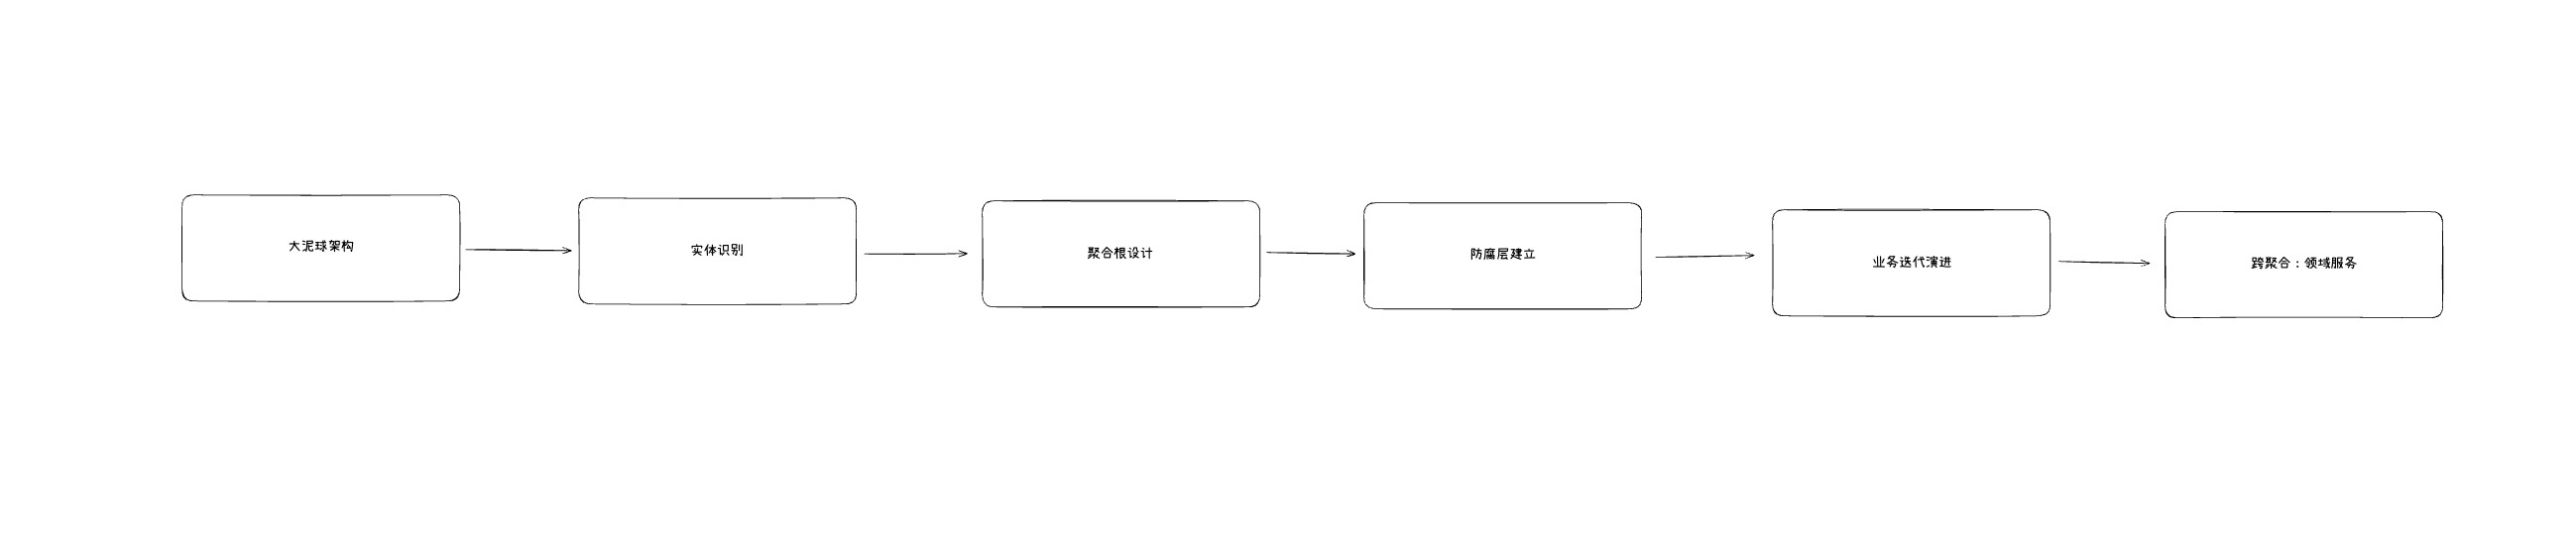 大泥球架构
实体识别
聚合根设计
防腐层建立
业务迭代演进
跨聚合：领域服务